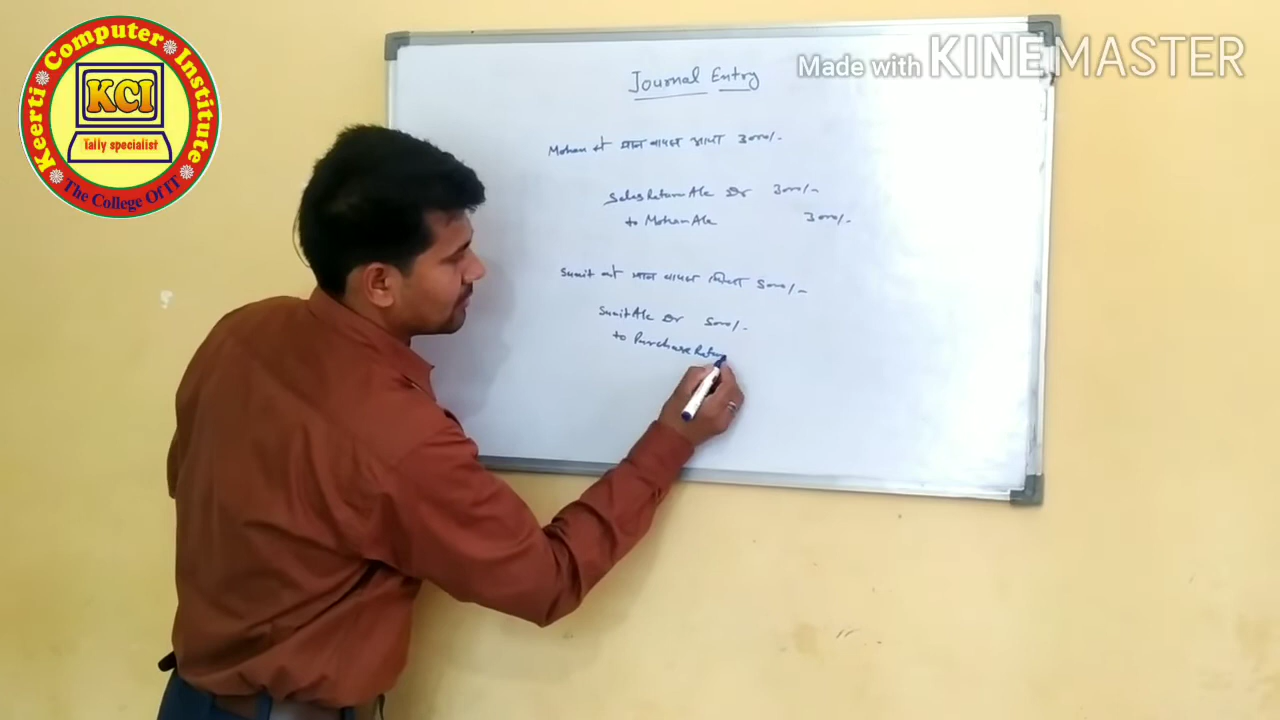 Keerti Computer Institute
KCI
Tally specialist
The College Of IT
Made with KINEMASTER
Journal Entry
Mohan से माल वापस आया 3000/-
Sales Return A/c Dr 3000/-
to Mohan A/c 3000/-
Sumit को माल वापस किया 5000/-
Sumit A/c Dr 5000/-
to Purchase Return